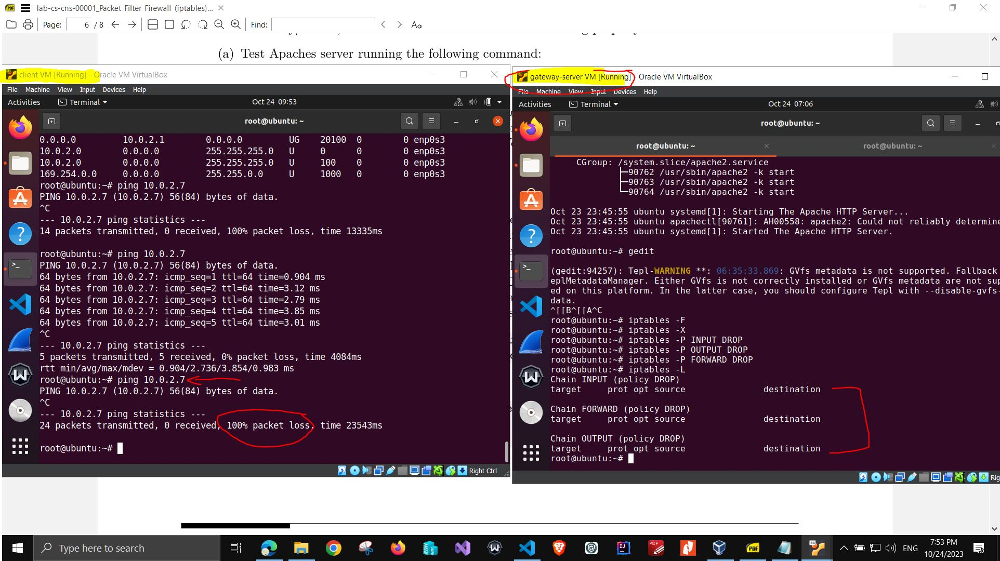 lab-cs-cns-00001_Packet Filter Firewall (iptables)...
Page: 6 / 8 Find: Aa
(a) Test Apaches server running the following command:
client VM [Running] - Oracle VM VirtualBox
File Machine View Input Devices Help
Activities Terminal Oct 24 09:53
root@ubuntu: ~
0.0.0.0 10.0.2.1 0.0.0.0 UG 20100 0 0 enp0s3
10.0.2.0 0.0.0.0 255.255.255.0 U 0 0 0 enp0s3
10.0.2.0 0.0.0.0 255.255.255.0 U 100 0 0 enp0s3
169.254.0.0 0.0.0.0 255.255.0.0 U 1000 0 0 enp0s3
root@ubuntu:~# ping 10.0.2.7
PING 10.0.2.7 (10.0.2.7) 56(84) bytes of data.
^C
--- 10.0.2.7 ping statistics ---
14 packets transmitted, 0 received, 100% packet loss, time 13335ms
root@ubuntu:~# ping 10.0.2.7
PING 10.0.2.7 (10.0.2.7) 56(84) bytes of data.
64 bytes from 10.0.2.7: icmp_seq=1 ttl=64 time=0.904 ms
64 bytes from 10.0.2.7: icmp_seq=2 ttl=64 time=3.12 ms
64 bytes from 10.0.2.7: icmp_seq=3 ttl=64 time=2.79 ms
64 bytes from 10.0.2.7: icmp_seq=4 ttl=64 time=3.85 ms
64 bytes from 10.0.2.7: icmp_seq=5 ttl=64 time=3.01 ms
^C
--- 10.0.2.7 ping statistics ---
5 packets transmitted, 5 received, 0% packet loss, time 4084ms
rtt min/avg/max/mdev = 0.904/2.736/3.854/0.983 ms
root@ubuntu:~# ping 10.0.2.7
PING 10.0.2.7 (10.0.2.7) 56(84) bytes of data.
^C
--- 10.0.2.7 ping statistics ---
24 packets transmitted, 0 received, 100% packet loss, time 23543ms
root@ubuntu:~#
Right Ctrl
gateway-server VM [Running] - Oracle VM VirtualBox
File Machine View Input Devices Help
Activities Terminal Oct 24 07:06
root@ubuntu: ~
root@ubuntu: ~ root@ubuntu: ~
CGroup: /system.slice/apache2.service
├─90762 /usr/sbin/apache2 -k start
├─90763 /usr/sbin/apache2 -k start
└─90764 /usr/sbin/apache2 -k start
Oct 23 23:45:55 ubuntu systemd[1]: Starting The Apache HTTP Server...
Oct 23 23:45:55 ubuntu apachectl[90761]: AH00558: apache2: Could not reliably determine
Oct 23 23:45:55 ubuntu systemd[1]: Started The Apache HTTP Server.
root@ubuntu:~# gedit
(gedit:94257): Tepl-WARNING **: 06:35:33.869: GVfs metadata is not supported. Fallback
eplMetadataManager. Either GVfs is not correctly installed or GVfs metadata are not sup
ed on this platform. In the latter case, you should configure Tepl with --disable-gvfs-
data.
^[[B^[[A^C
root@ubuntu:~# iptables -F
root@ubuntu:~# iptables -X
root@ubuntu:~# iptables -P INPUT DROP
root@ubuntu:~# iptables -P OUTPUT DROP
root@ubuntu:~# iptables -P FORWARD DROP
root@ubuntu:~# iptables -L
Chain INPUT (policy DROP)
target prot opt source destination
Chain FORWARD (policy DROP)
target prot opt source destination
Chain OUTPUT (policy DROP)
target prot opt source destination
root@ubuntu:~#
Rig
Type here to search
ENG
7:53 PM
10/24/2023